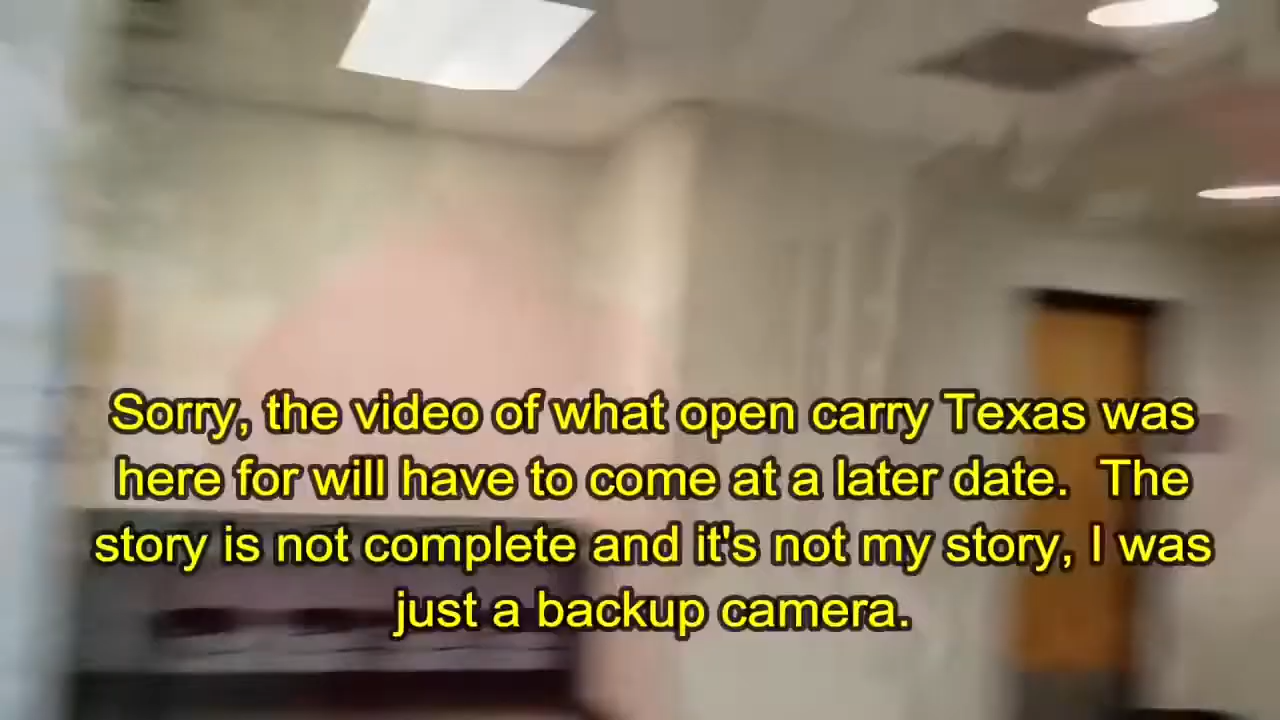 Sorry, the video of what open carry Texas was
here for will have to come at a later date.  The
story is not complete and it's not my story, I was
just a backup camera.